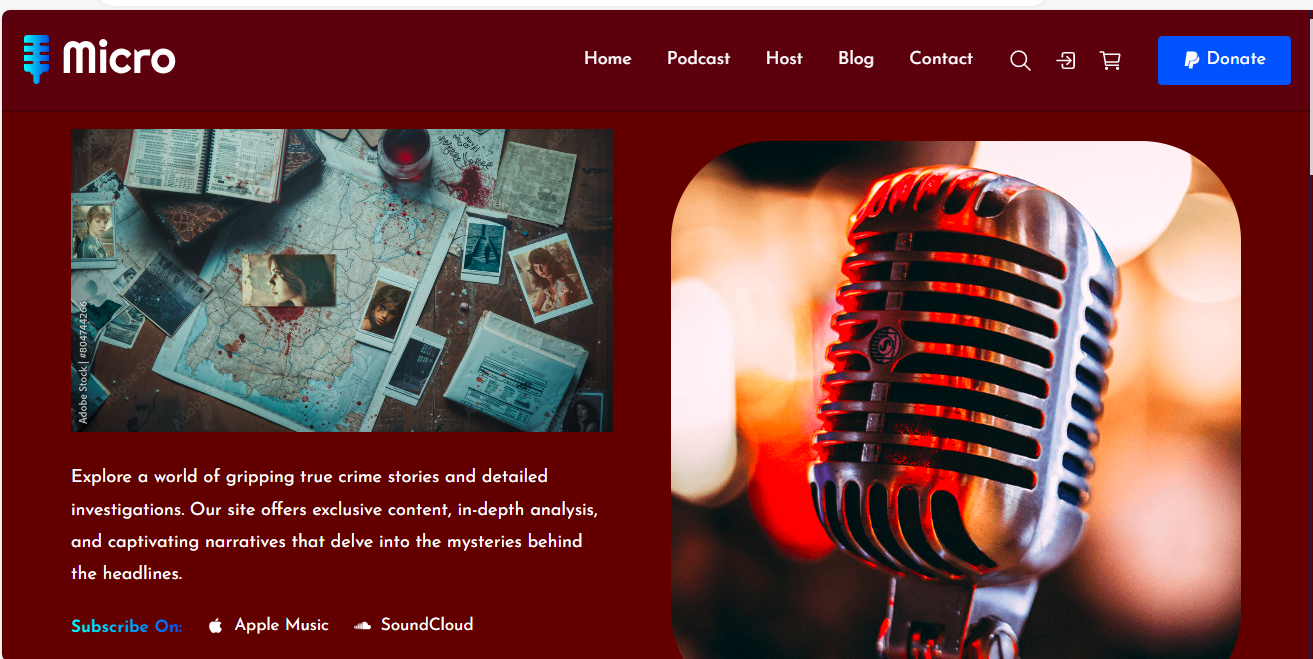 Micro
Home Podcast Host Blog Contact Donate
Adobe Stock | #804744266
Explore a world of gripping true crime stories and detailed
investigations. Our site offers exclusive content, in-depth analysis,
and captivating narratives that delve into the mysteries behind
the headlines.
Subscribe On: Apple Music SoundCloud